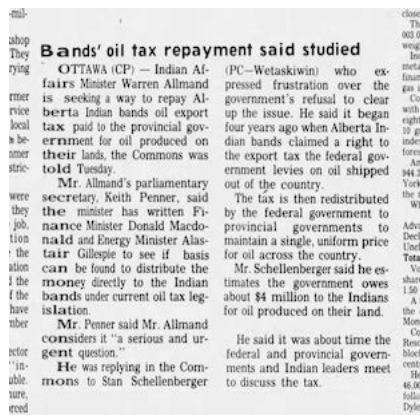 Bands' oil tax repayment said studied
OTTAWA (CP) — Indian Af-
fairs Minister Warren Allmand
is seeking a way to repay Al-
berta Indian bands oil export
tax paid to the provincial gov-
ernment for oil produced on
their lands, the Commons was
told Tuesday.
Mr. Allmand's parliamentary
secretary, Keith Penner, said
the minister has written Fi-
nance Minister Donald Macdo-
nald and Energy Minister Alas-
tair Gillespie to see if basis
can be found to distribute the
money directly to the Indian
bands under current oil tax leg-
islation.
Mr. Penner said Mr. Allmand
considers it "a serious and ur-
gent question."
He was replying in the Com-
mons to Stan Schellenberger
(PC—Wetaskiwin) who ex-
pressed frustration over the
government's refusal to clear
up the issue. He said it began
four years ago when Alberta In-
dian bands claimed a right to
the export tax the federal gov-
ernment levies on oil shipped
out of the country.
The tax is then redistributed
by the federal government to
provincial governments to
maintain a single, uniform price
for oil across the country.
Mr. Schellenberger said he es-
timates the government owes
about $4 million to the Indians
for oil produced on their land.
He said it was about time the
federal and provincial govern-
ments and Indian leaders meet
to discuss the tax.